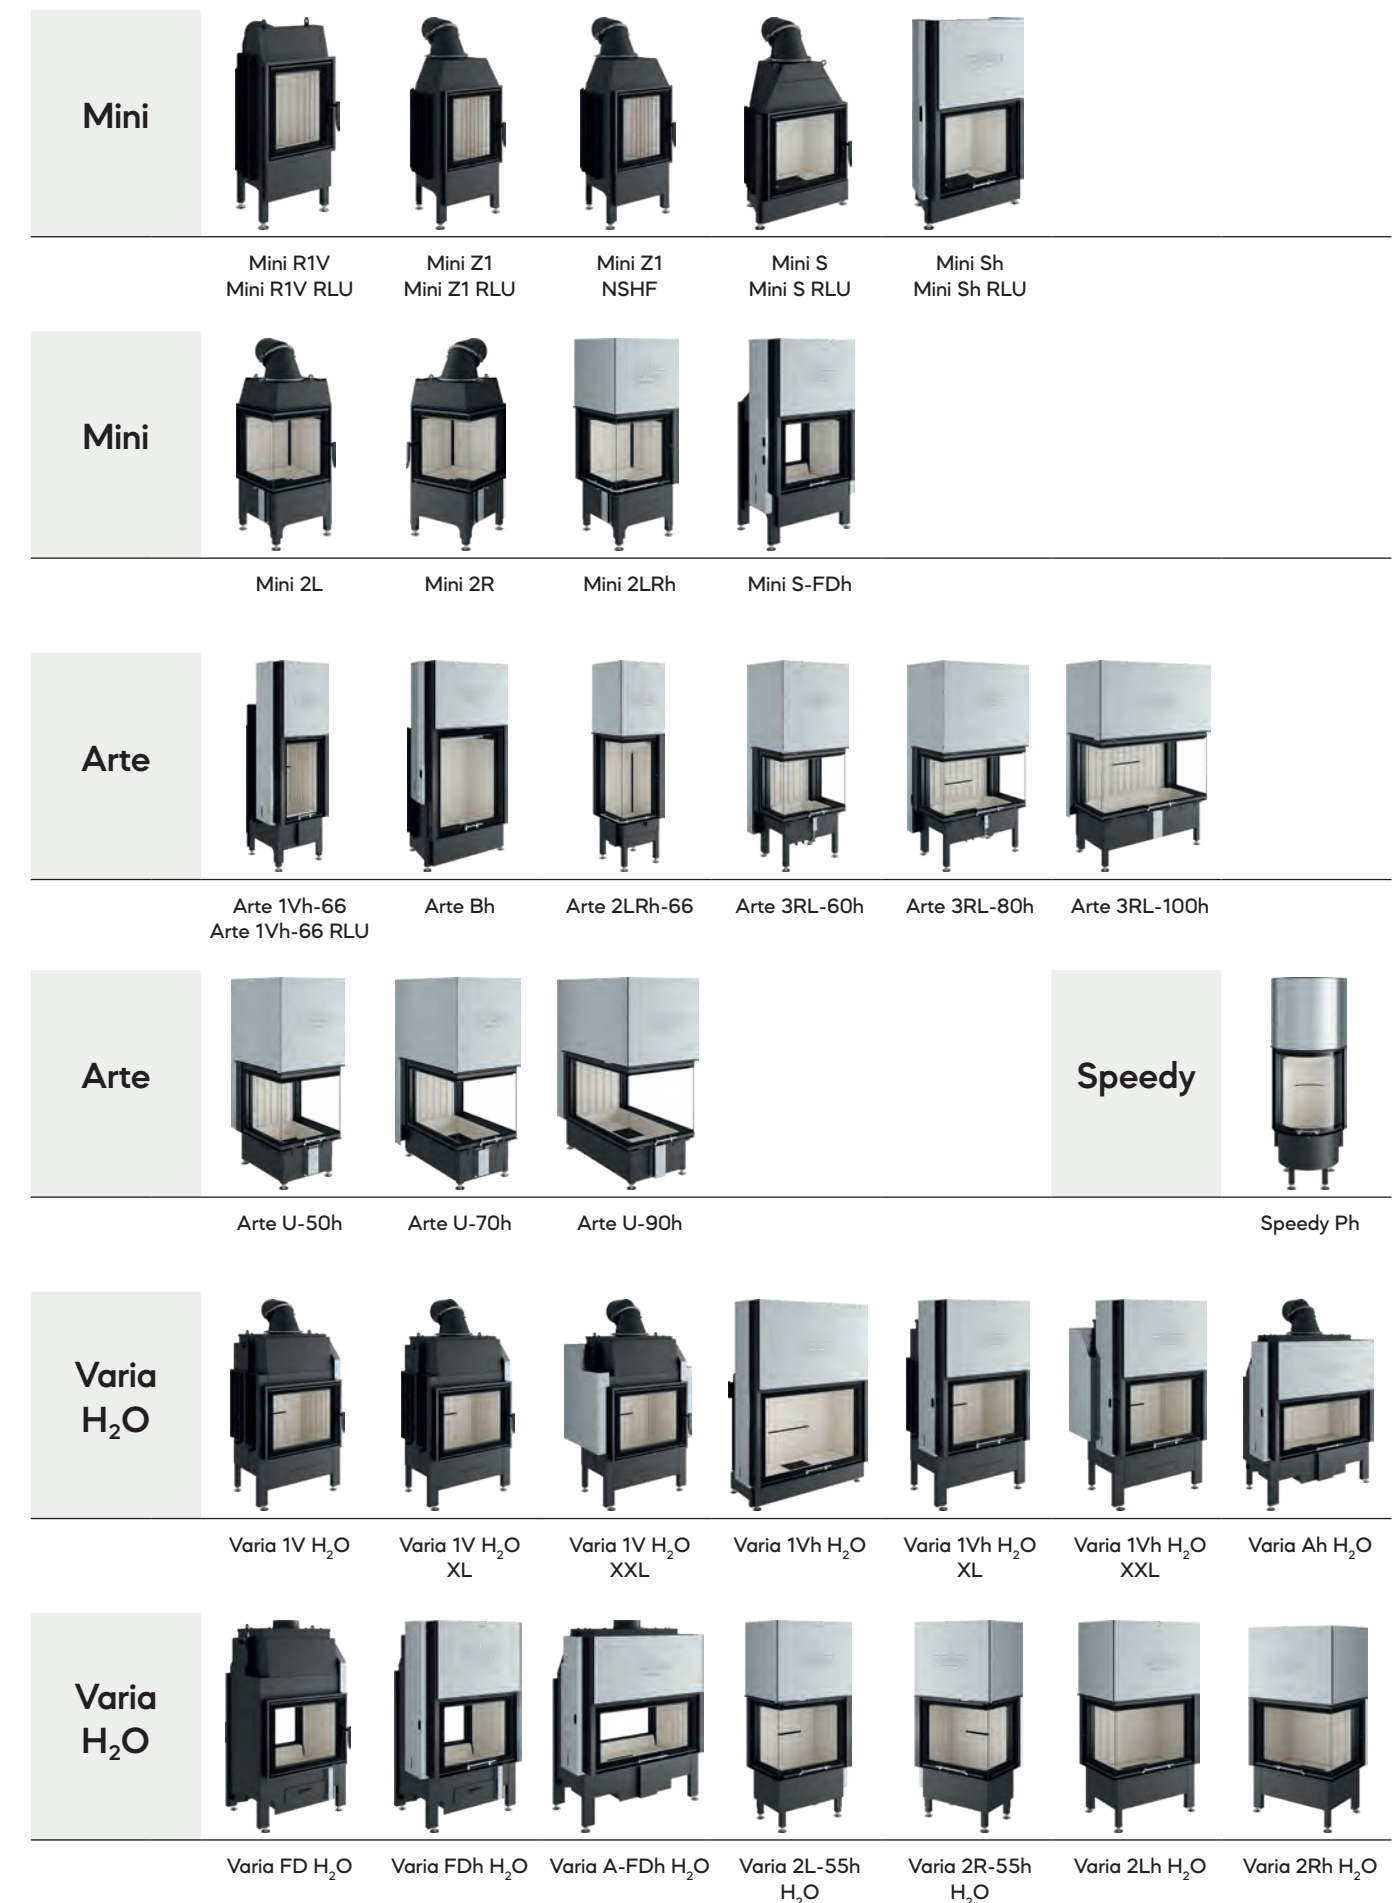 Mini
Mini R1V
Mini R1V RLU
Mini Z1
Mini Z1 RLU
Mini Z1
NSHF
Mini S
Mini S RLU
Mini Sh
Mini Sh RLU
Mini
Mini 2L
Mini 2R
Mini 2LRh
Mini S-FDh
Arte
Arte 1Vh-66
Arte 1Vh-66 RLU
Arte Bh
Arte 2LRh-66
Arte 3RL-60h
Arte 3RL-80h
Arte 3RL-100h
Arte
Arte U-50h
Arte U-70h
Arte U-90h
Speedy
Speedy Ph
Varia
H₂O
Varia 1V H₂O
Varia 1V H₂O
XL
Varia 1V H₂O
XXL
Varia 1Vh H₂O
Varia 1Vh H₂O
XL
Varia 1Vh H₂O
XXL
Varia Ah H₂O
Varia
H₂O
Varia FD H₂O
Varia FDh H₂O
Varia A-FDh H₂O
Varia 2L-55h
H₂O
Varia 2R-55h
H₂O
Varia 2Lh H₂O
Varia 2Rh H₂O